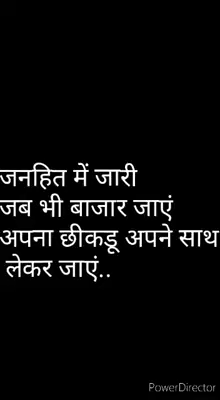 जनहित में जारी
जब भी बाजार जाएं
अपना छीकडू अपने साथ
लेकर जाएं..
PowerDirector